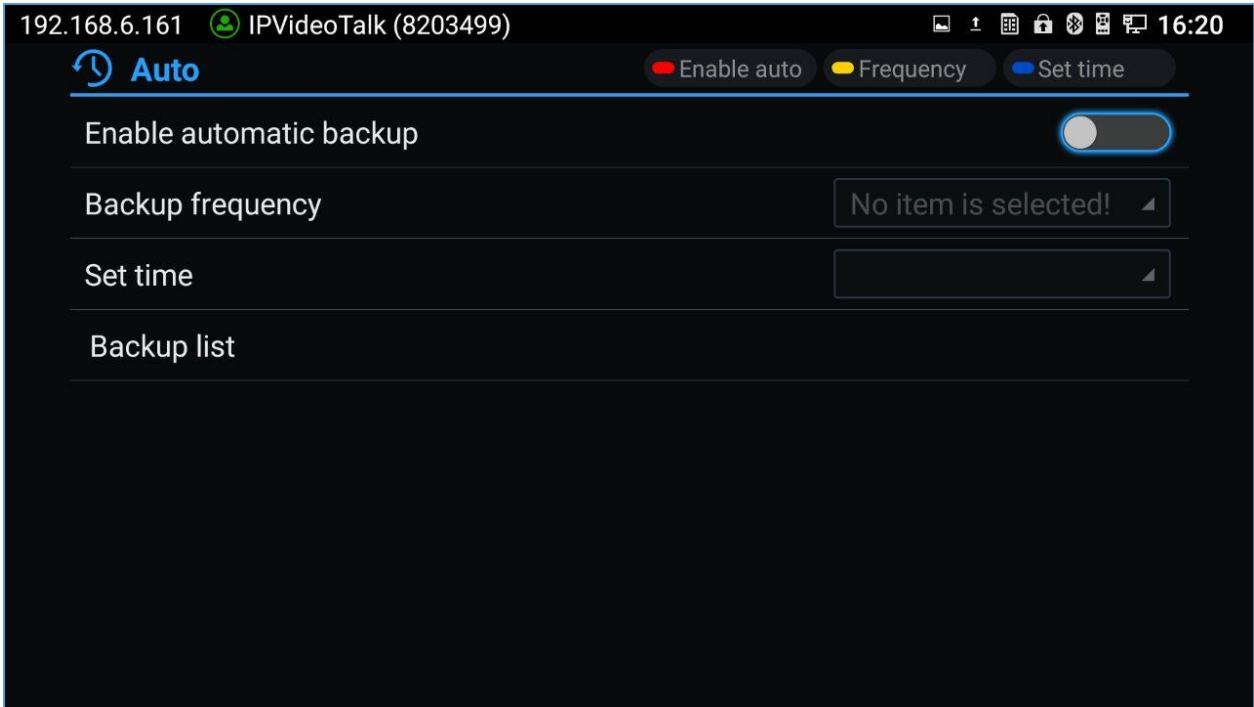 192.168.6.161 IPVideoTalk (8203499) 16:20
Auto Enable auto Frequency Set time
Enable automatic backup
Backup frequency No item is selected!
Set time
Backup list